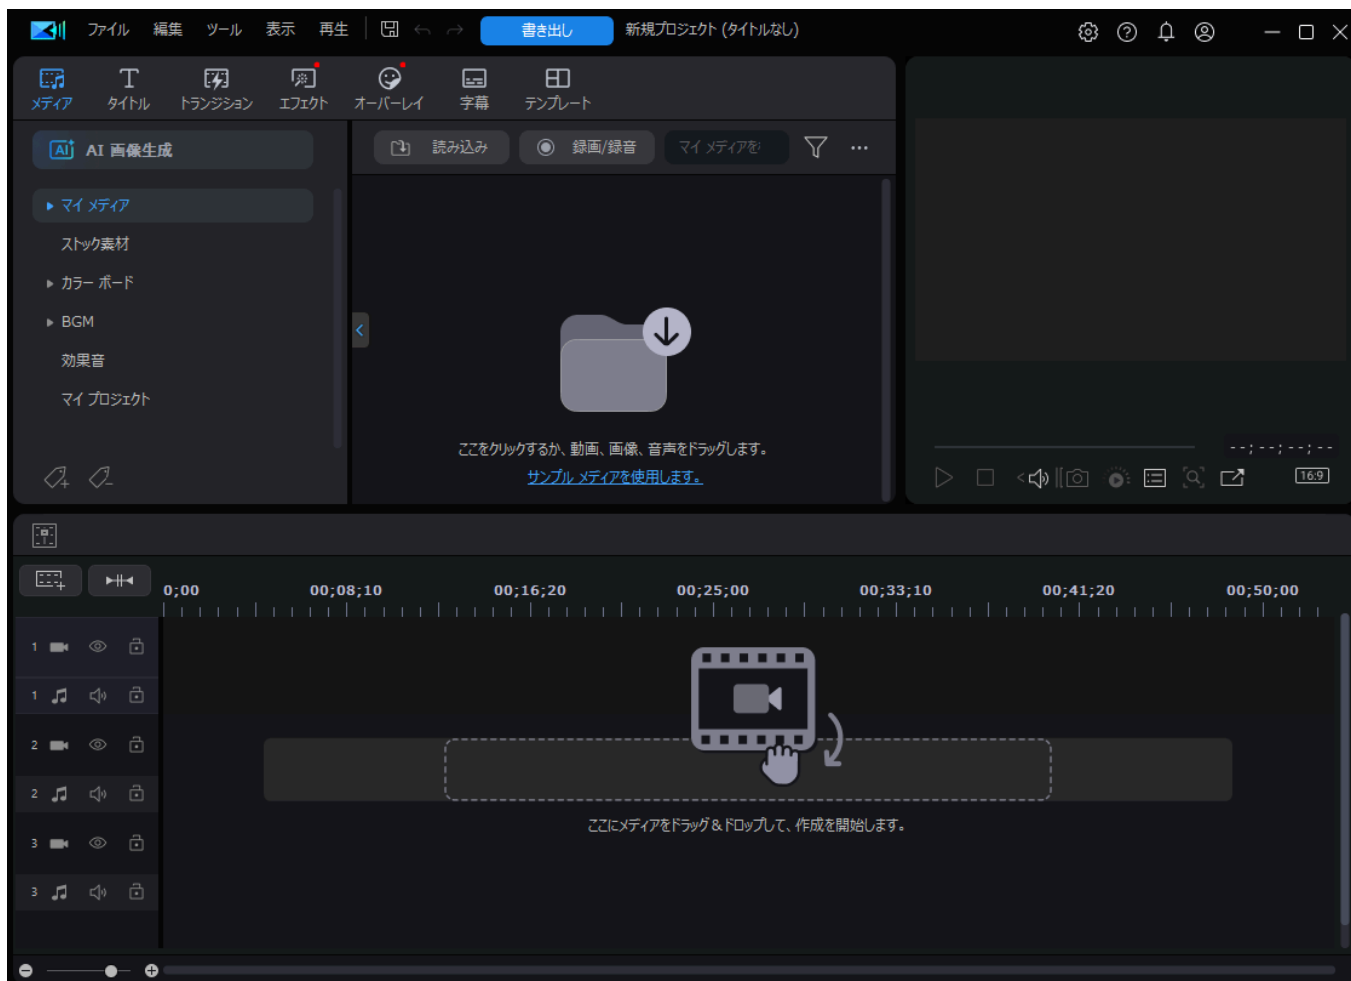 ファイル 編集 ツール 表示 再生 書き出し 新規プロジェクト (タイトルなし)
メディア タイトル トランジション エフェクト オーバーレイ 字幕 テンプレート
AI AI 画像生成 読み込み 録画/録音 マイ メディアを
マイ メディア
ストック素材
カラー ボード
BGM
効果音
マイ プロジェクト
ここをクリックするか、動画、画像、音声をドラッグします。
サンプル メディアを使用します。
--;--;--;--
16:9
0;00 00;08;10 00;16;20 00;25;00 00;33;10 00;41;20 00;50;00
1
1
2
2
ここにメディアをドラッグ&ドロップして、作成を開始します。
3
3